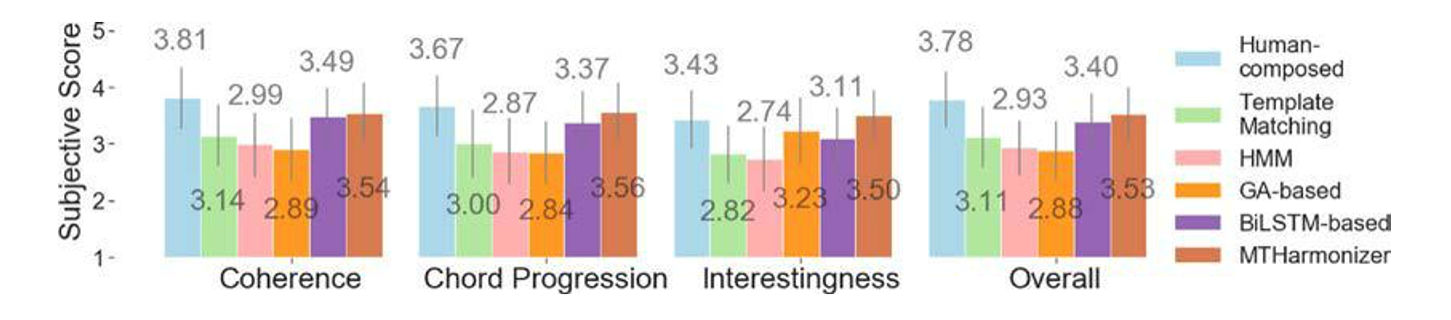 Subjective Score
5
4
3
2
1
3.81
3.14
2.99
2.89
3.49
3.54
Coherence
3.67
3.00
2.87
2.84
3.37
3.56
Chord Progression
3.43
2.82
2.74
3.23
3.11
3.50
Interestingness
3.78
3.11
2.93
2.88
3.40
3.53
Overall
Human-
composed
Template
Matching
HMM
GA-based
BiLSTM-based
MTHarmonizer